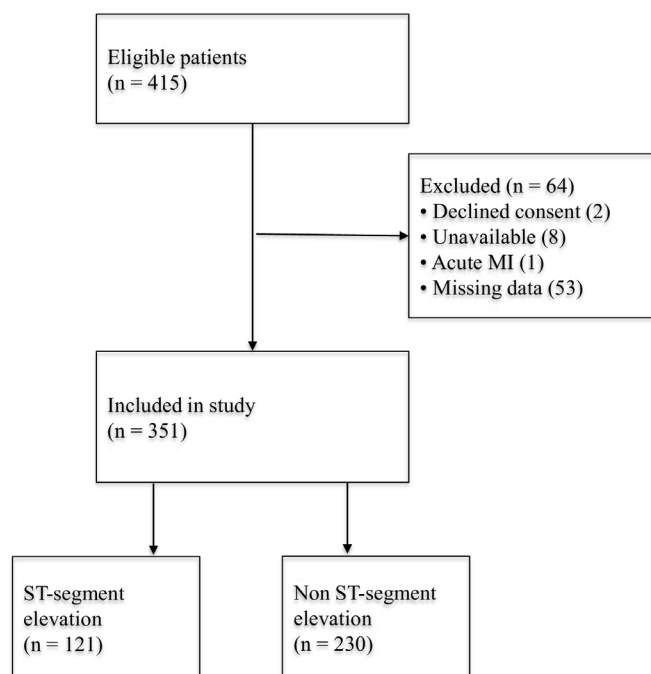 Eligible patients
(n = 415)
Excluded (n = 64)
• Declined consent (2)
• Unavailable (8)
• Acute MI (1)
• Missing data (53)
Included in study
(n = 351)
ST-segment
elevation
(n = 121)
Non ST-segment
elevation
(n = 230)